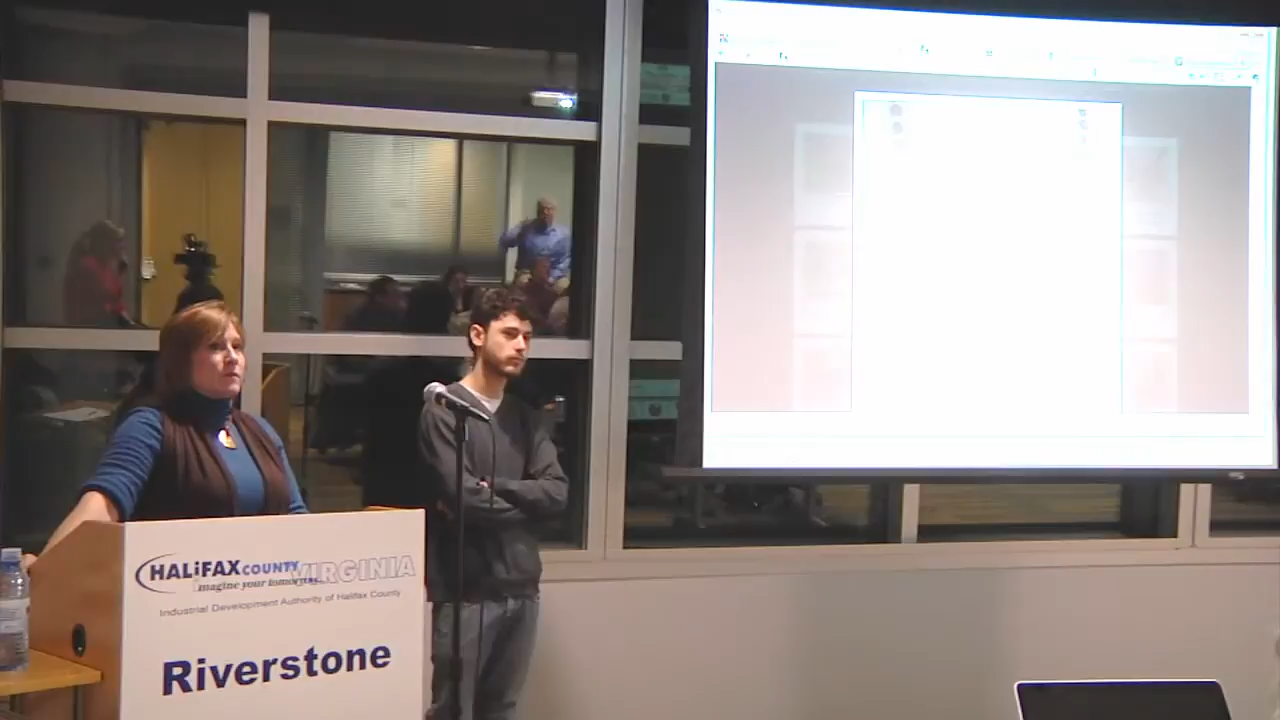 HALiFAX COUNTY VIRGINIA
imagine your tomorrow.
Industrial Development Authority of Halifax County
Riverstone